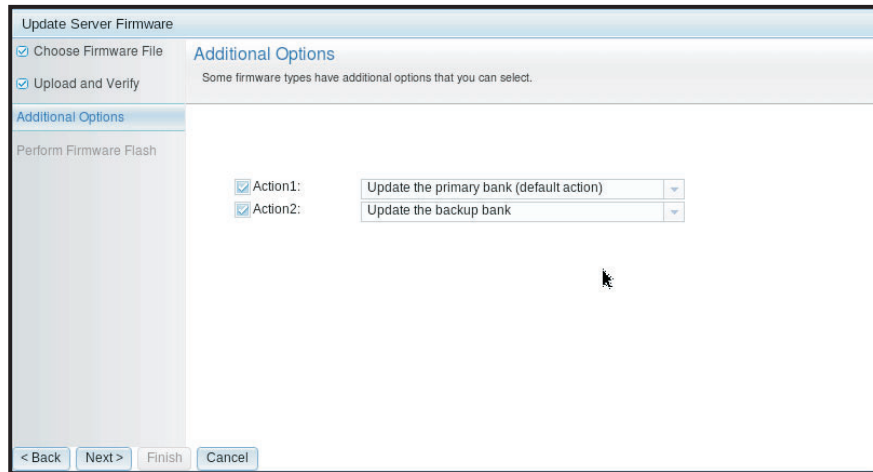 Update Server Firmware
Choose Firmware File
Upload and Verify
Additional Options
Perform Firmware Flash
Additional Options
Some firmware types have additional options that you can select.
Action1: Update the primary bank (default action)
Action2: Update the backup bank
< Back Next > Finish Cancel